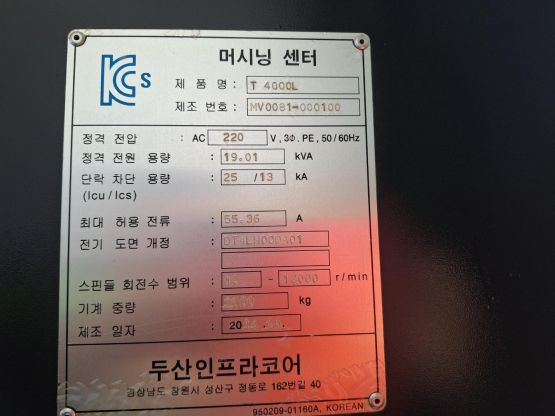 KCs
머시닝 센터
제 품 명 : T 4000L
제조 번호 : MV0081-000100
정격 전압 : AC 220 V, 3Φ. PE, 50/60Hz
정격 전원 용량 : 19.01 kVA
단락 차단 용량 : 25 /13 kA
(Icu / Ics)
최대 허용 전류 : 55.36 A
전기 도면 개정 :
스핀들 회전수 범위 : - 12000 r/min
기계 중량 : kg
제조 일자 : 20
두산인프라코어
경상남도 창원시 성산구 정동로 162번길 40
950209-01160A, KOREAN